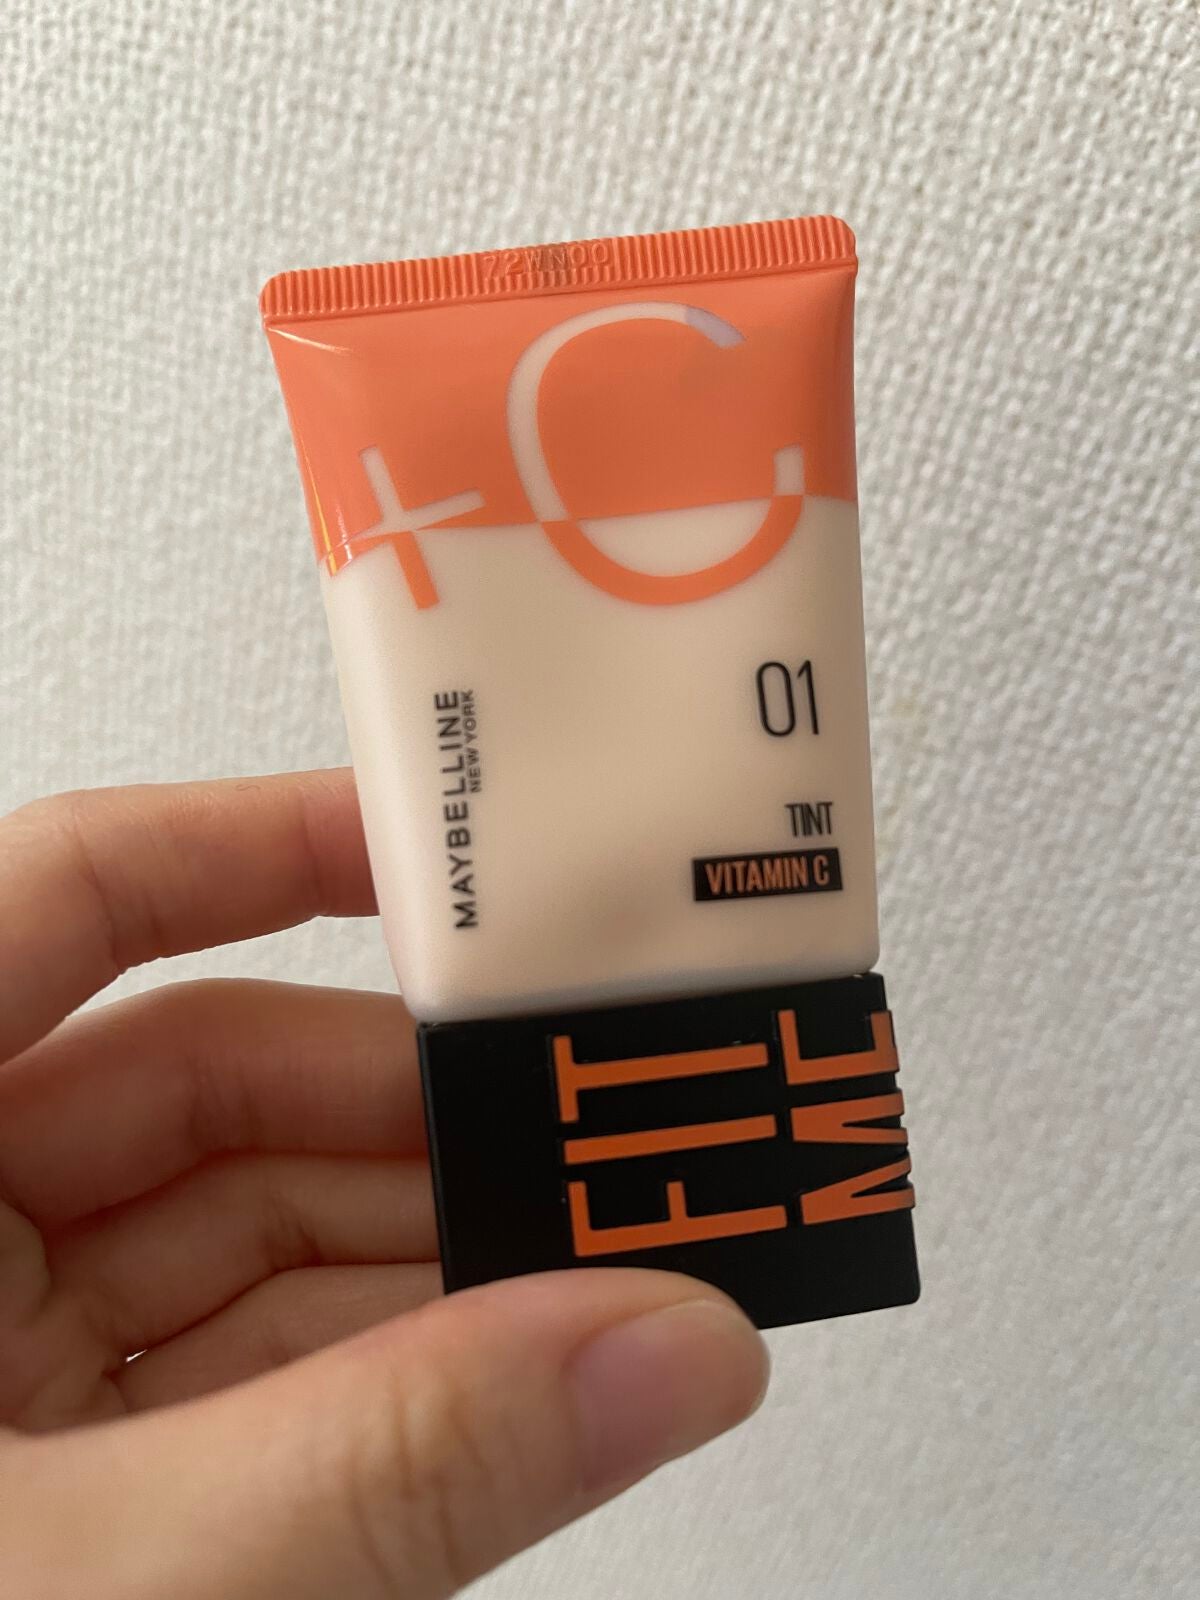 72WN00
+C
01
TINT
VITAMIN C
MAYBELLINE
NEW YORK
FIT
ME